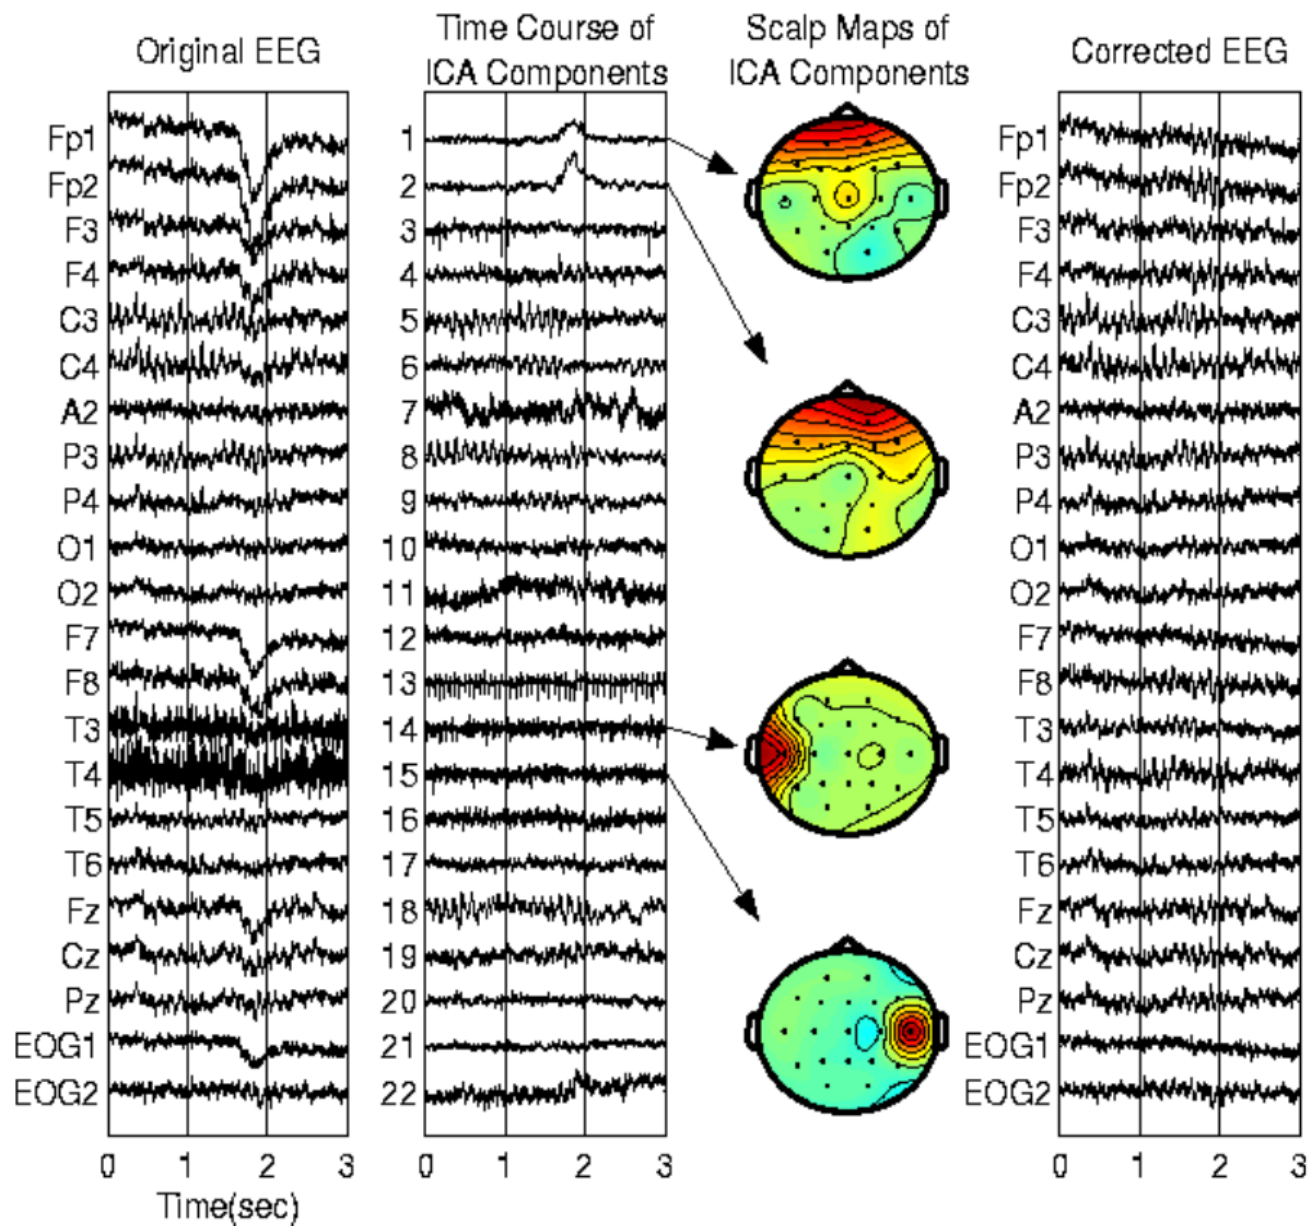 Original EEG
Time Course of
ICA Components
Scalp Maps of
ICA Components
Corrected EEG
Fp1
Fp2
F3
F4
C3
C4
A2
P3
P4
O1
O2
F7
F8
T3
T4
T5
T6
Fz
Cz
Pz
EOG1
EOG2
0 1 2 3
Time(sec)
1
2
3
4
5
6
7
8
9
10
11
12
13
14
15
16
17
18
19
20
21
22
0 1 2 3
Fp1
Fp2
F3
F4
C3
C4
A2
P3
P4
O1
O2
F7
F8
T3
T4
T5
T6
Fz
Cz
Pz
EOG1
EOG2
0 1 2 3